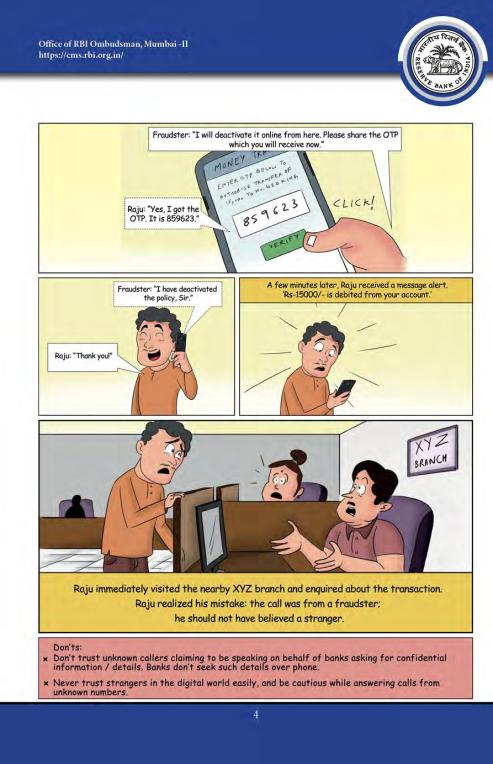 Office of RBI Ombudsman, Mumbai -II
https://cms.rbi.org.in/
भारतीय रिज़र्व बैंक
RESERVE BANK OF INDIA
Fraudster: "I will deactivate it online from here. Please share the OTP
which you will receive now."
MONEY
ENTER OTP BELOW TO
AUTHORISE TRANSFER OF
TO
859623
VERIFY
CLICK!
Raju: "Yes, I got the
OTP. It is 859623."
Fraudster: "I have deactivated
the policy, Sir."
Raju: "Thank you!"
A few minutes later, Raju received a message alert.
'Rs-15000/- is debited from your account.'
XYZ
BRANCH
Raju immediately visited the nearby XYZ branch and enquired about the transaction.
Raju realized his mistake: the call was from a fraudster;
he should not have believed a stranger.
Don'ts:
× Don't trust unknown callers claiming to be speaking on behalf of banks asking for confidential
information / details. Banks don't seek such details over phone.
× Never trust strangers in the digital world easily, and be cautious while answering calls from
unknown numbers.
4